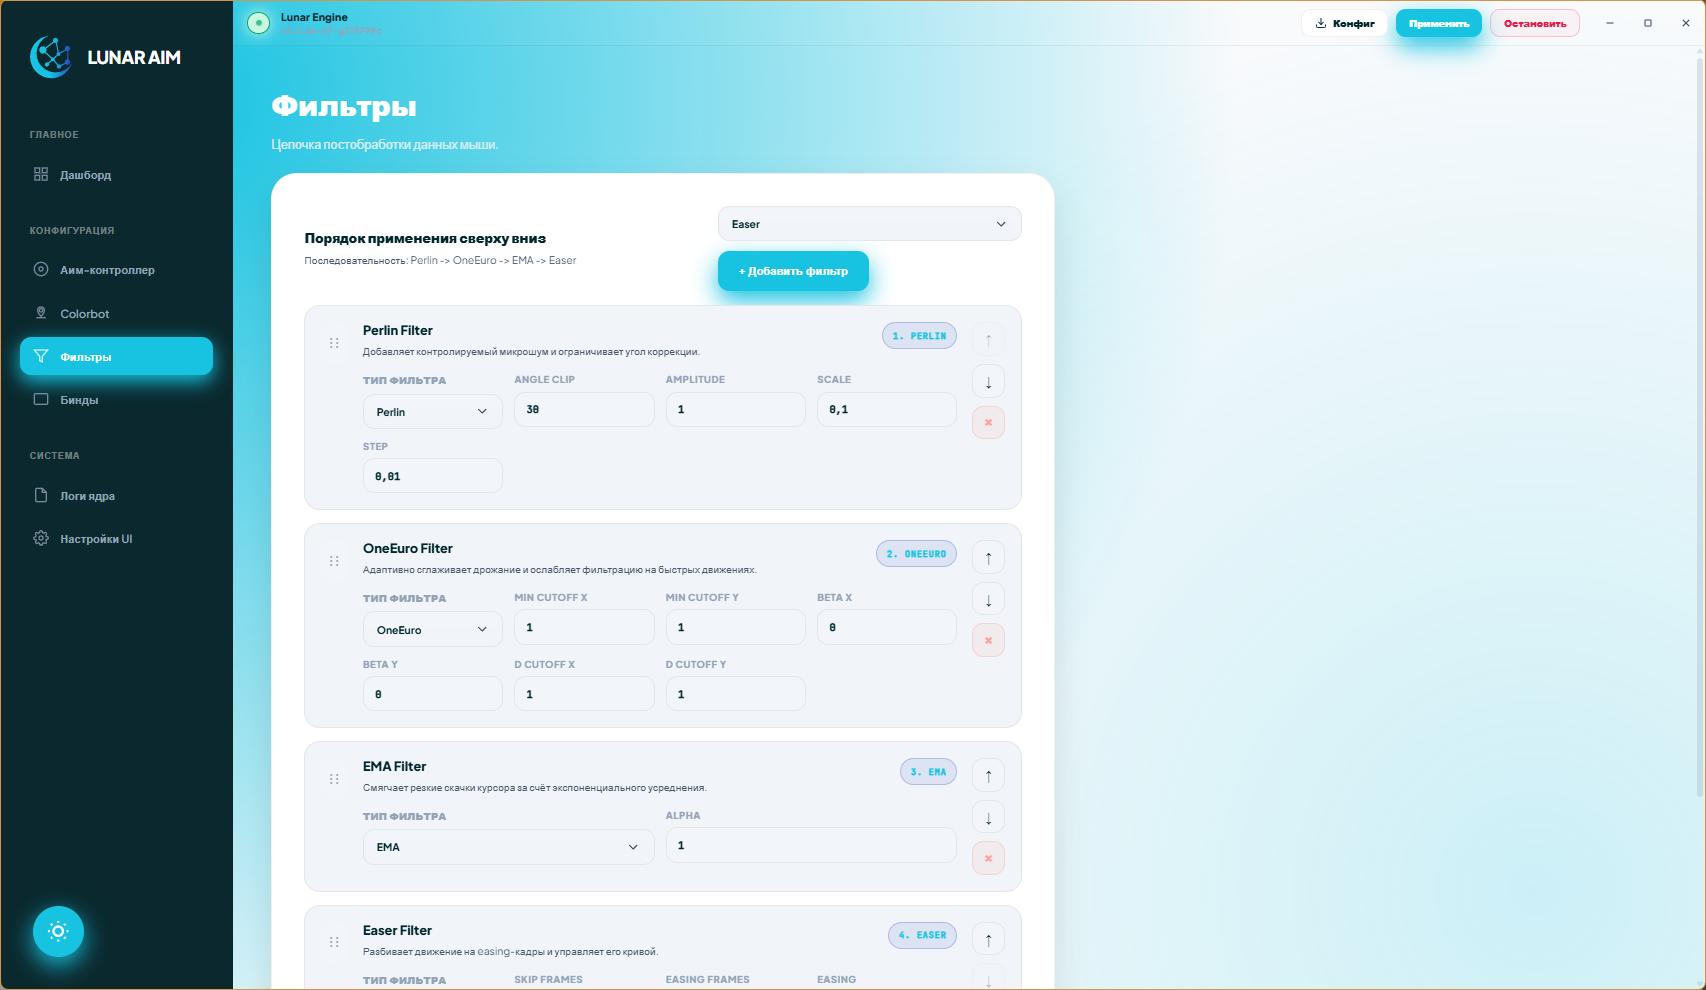 LUNAR AIM
ГЛАВНОЕ
Дашборд
КОНФИГУРАЦИЯ
Аим-контроллер
Colorbot
Фильтры
Бинды
СИСТЕМА
Логи ядра
Настройки UI
Lunar Engine
Конфиг
Применить
Остановить
Фильтры
Цепочка постобработки данных мыши.
Порядок применения сверху вниз
Последовательность: Perlin -> OneEuro -> EMA -> Easer
Easer
+ Добавить фильтр
Perlin Filter
1. PERLIN
Добавляет контролируемый микрошум и ограничивает угол коррекции.
ТИП ФИЛЬТРА ANGLE CLIP AMPLITUDE SCALE
Perlin 30 1 0,1
STEP
0,01
OneEuro Filter
2. ONEEURO
Адаптивно сглаживает дрожание и ослабляет фильтрацию на быстрых движениях.
ТИП ФИЛЬТРА MIN CUTOFF X MIN CUTOFF Y BETA X
OneEuro 1 1 0
BETA Y D CUTOFF X D CUTOFF Y
0 1 1
EMA Filter
3. EMA
Смягчает резкие скачки курсора за счёт экспоненциального усреднения.
ТИП ФИЛЬТРА ALPHA
EMA 1
Easer Filter
4. EASER
Разбивает движение на easing-кадры и управляет его кривой.
ТИП ФИЛЬТРА SKIP FRAMES EASING FRAMES EASING